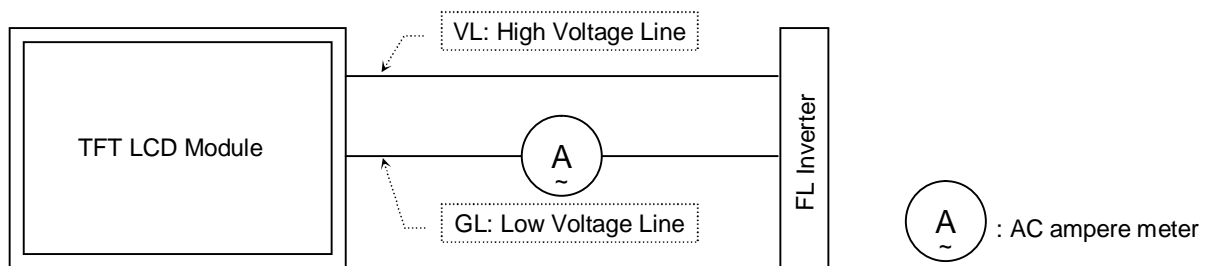 VL: High Voltage Line
TFT LCD Module
A
~
GL: Low Voltage Line
FL Inverter
A
~
: AC ampere meter